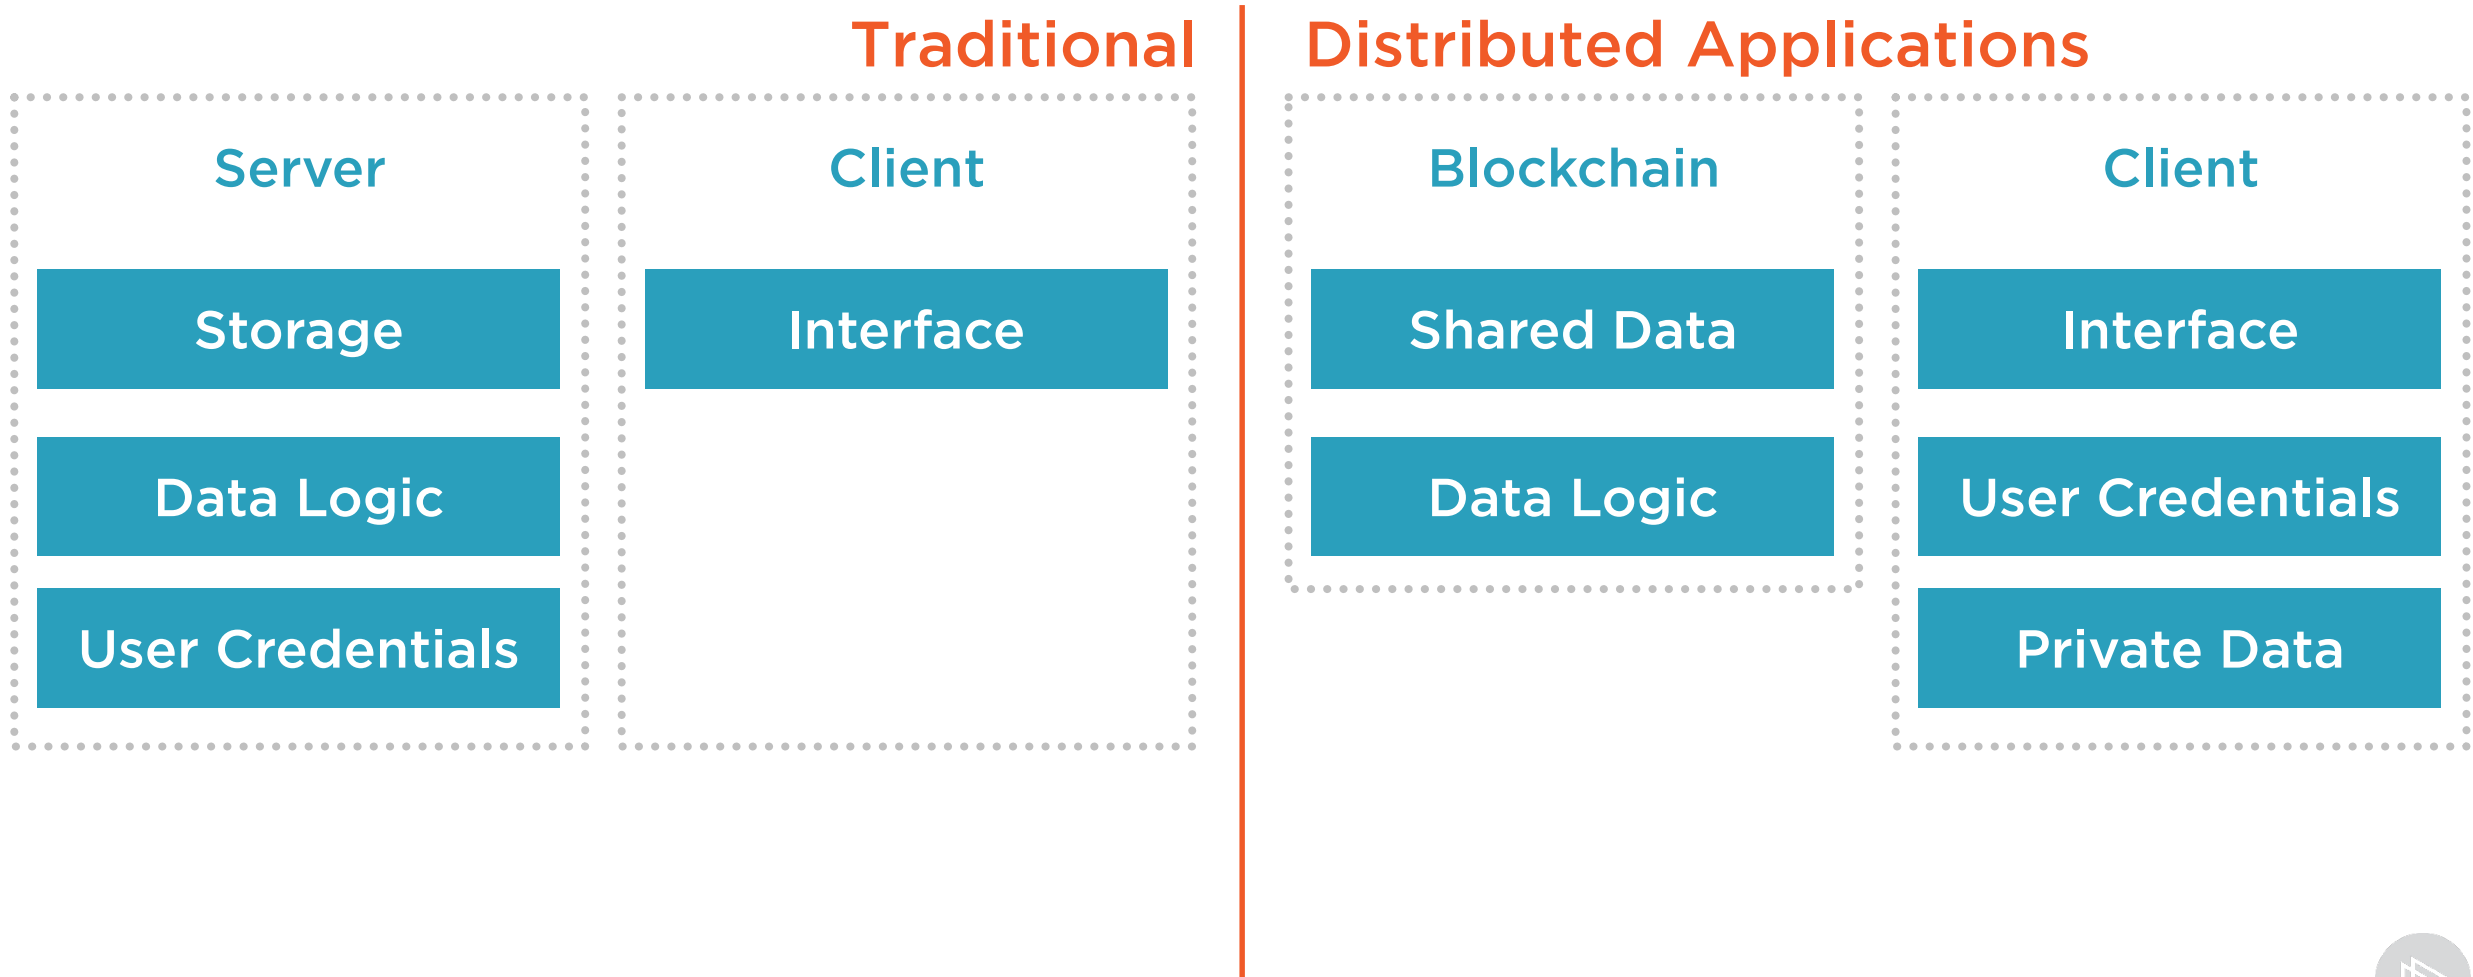 Traditional
Distributed Applications
Server
Storage
Data Logic
User Credentials
Client
Interface
Blockchain
Shared Data
Data Logic
Client
Interface
User Credentials
Private Data